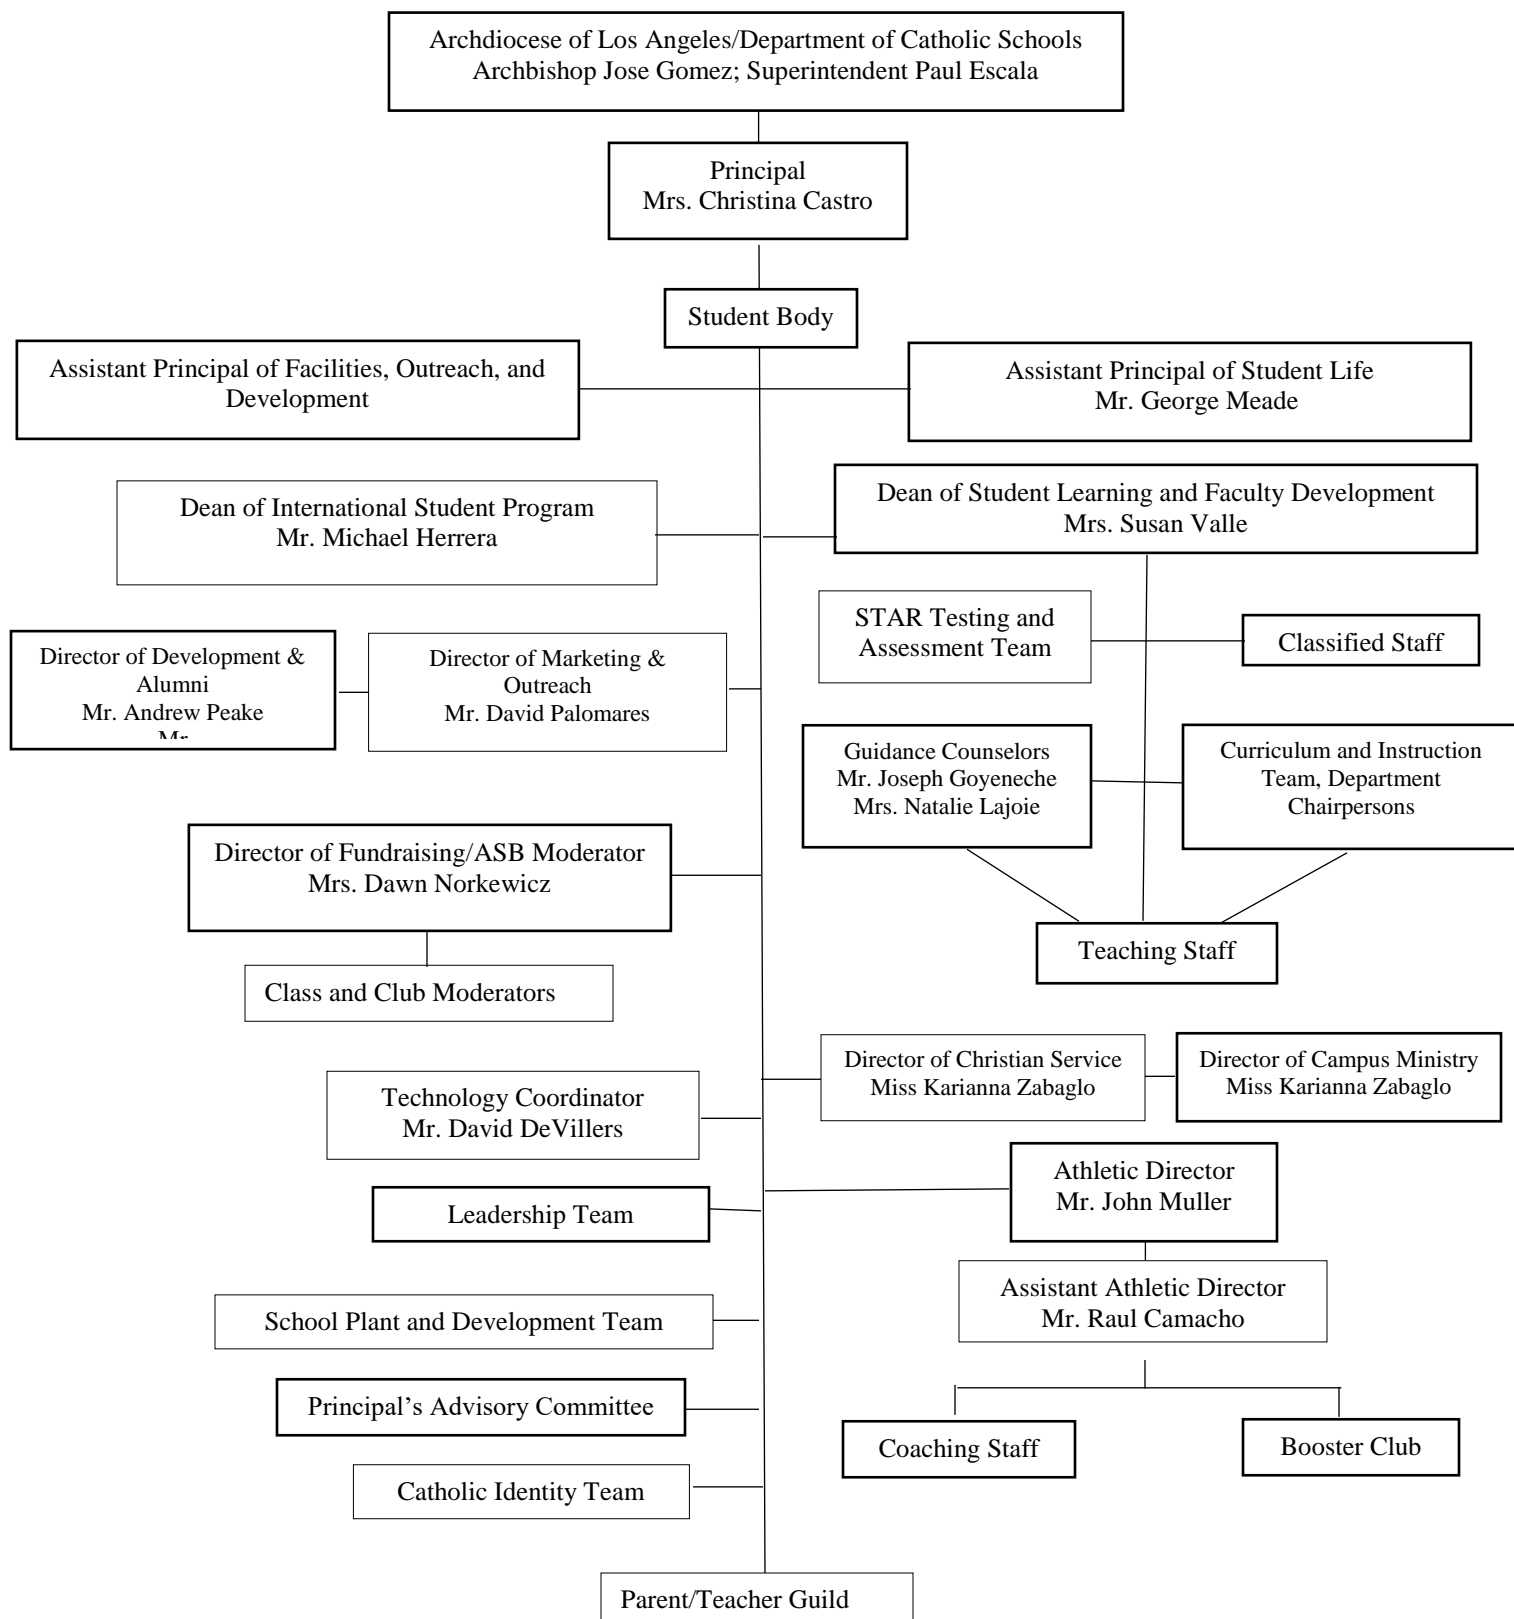 Archdiocese of Los Angeles/Department of Catholic Schools
Archbishop Jose Gomez; Superintendent Paul Escala
Principal
Mrs. Christina Castro
Student Body
Assistant Principal of Facilities, Outreach, and
Development
Assistant Principal of Student Life
Mr. George Meade
Dean of International Student Program
Mr. Michael Herrera
Dean of Student Learning and Faculty Development
Mrs. Susan Valle
STAR Testing and
Assessment Team
Classified Staff
Director of Development &
Alumni
Mr. Andrew Peake
Mr.
Director of Marketing &
Outreach
Mr. David Palomares
Guidance Counselors
Mr. Joseph Goyeneche
Mrs. Natalie Lajoie
Curriculum and Instruction
Team, Department
Chairpersons
Director of Fundraising/ASB Moderator
Mrs. Dawn Norkewicz
Teaching Staff
Class and Club Moderators
Director of Christian Service
Miss Karianna Zabaglo
Director of Campus Ministry
Miss Karianna Zabaglo
Technology Coordinator
Mr. David DeVillers
Athletic Director
Mr. John Muller
Leadership Team
Assistant Athletic Director
Mr. Raul Camacho
School Plant and Development Team
Principal’s Advisory Committee
Coaching Staff
Booster Club
Catholic Identity Team
Parent/Teacher Guild